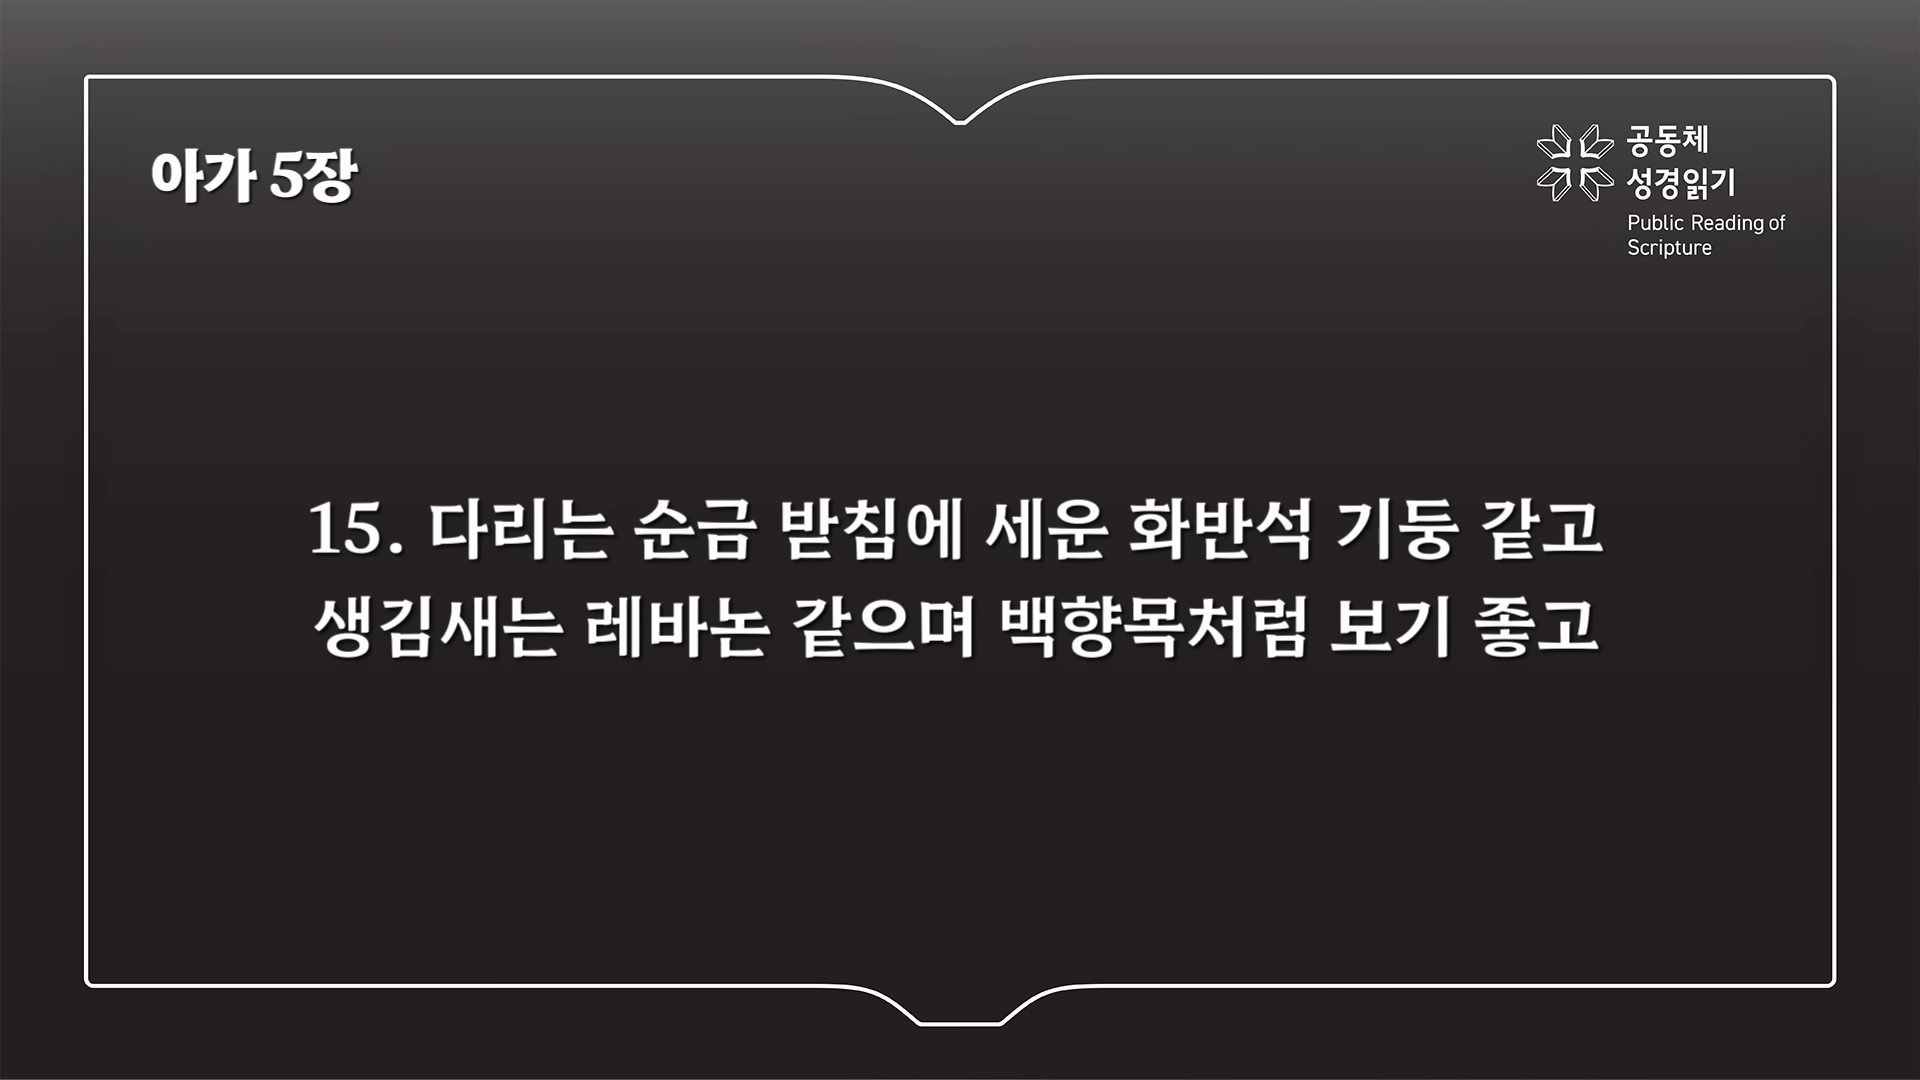 아가 5장
공동체
성경읽기
Public Reading of
Scripture
15. 다리는 순금 받침에 세운 화반석 기둥 같고
생김새는 레바논 같으며 백향목처럼 보기 좋고